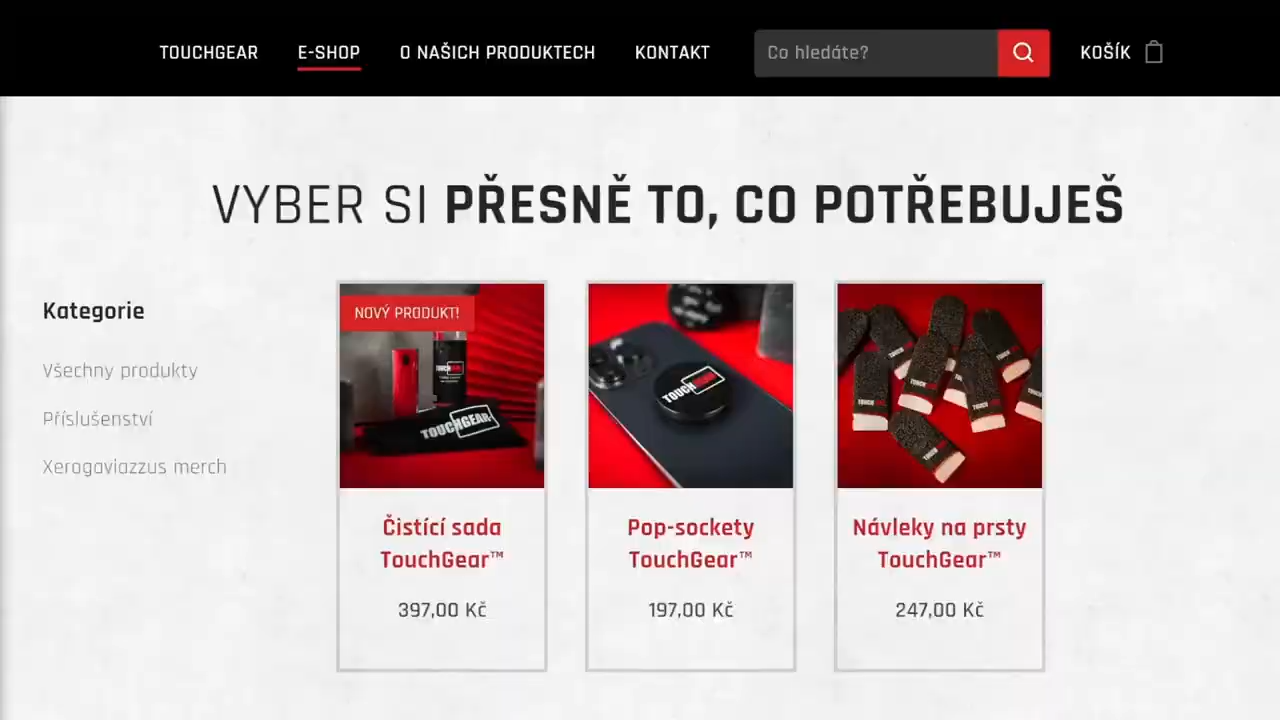 TOUCHGEAR E-SHOP O NAŠICH PRODUKTECH KONTAKT Co hledáte? KOŠÍK
VYBER SI PŘESNĚ TO, CO POTŘEBUJEŠ
Kategorie
Všechny produkty
Příslušenství
Xerogaviazzus merch
NOVÝ PRODUKT!
TOUCHGEAR
Čistící sada
TouchGear™
397,00 Kč
TOUCHGEAR
Pop-sockety
TouchGear™
197,00 Kč
Návleky na prsty
TouchGear™
247,00 Kč